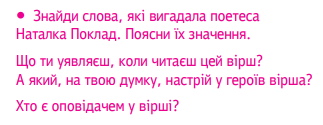 • Знайди слова, які вигадала поетеса
Наталка Поклад. Поясни їх значення.
Що ти уявляєш, коли читаєш цей вірш?
А який, на твою думку, настрій у героїв вірша?
Хто є оповідачем у вірші?